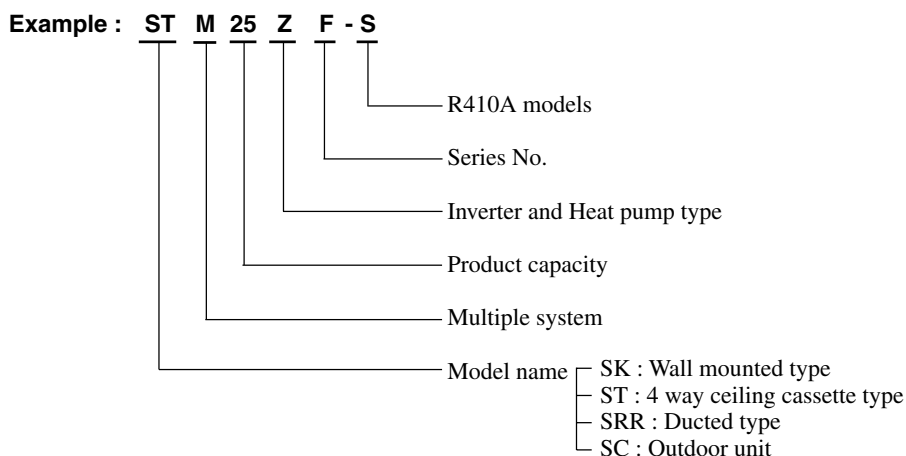 Example : ST M 25 Z F - S
R410A models
Series No.
Inverter and Heat pump type
Product capacity
Multiple system
Model name
SK : Wall mounted type
ST : 4 way ceiling cassette type
SRR : Ducted type
SC : Outdoor unit